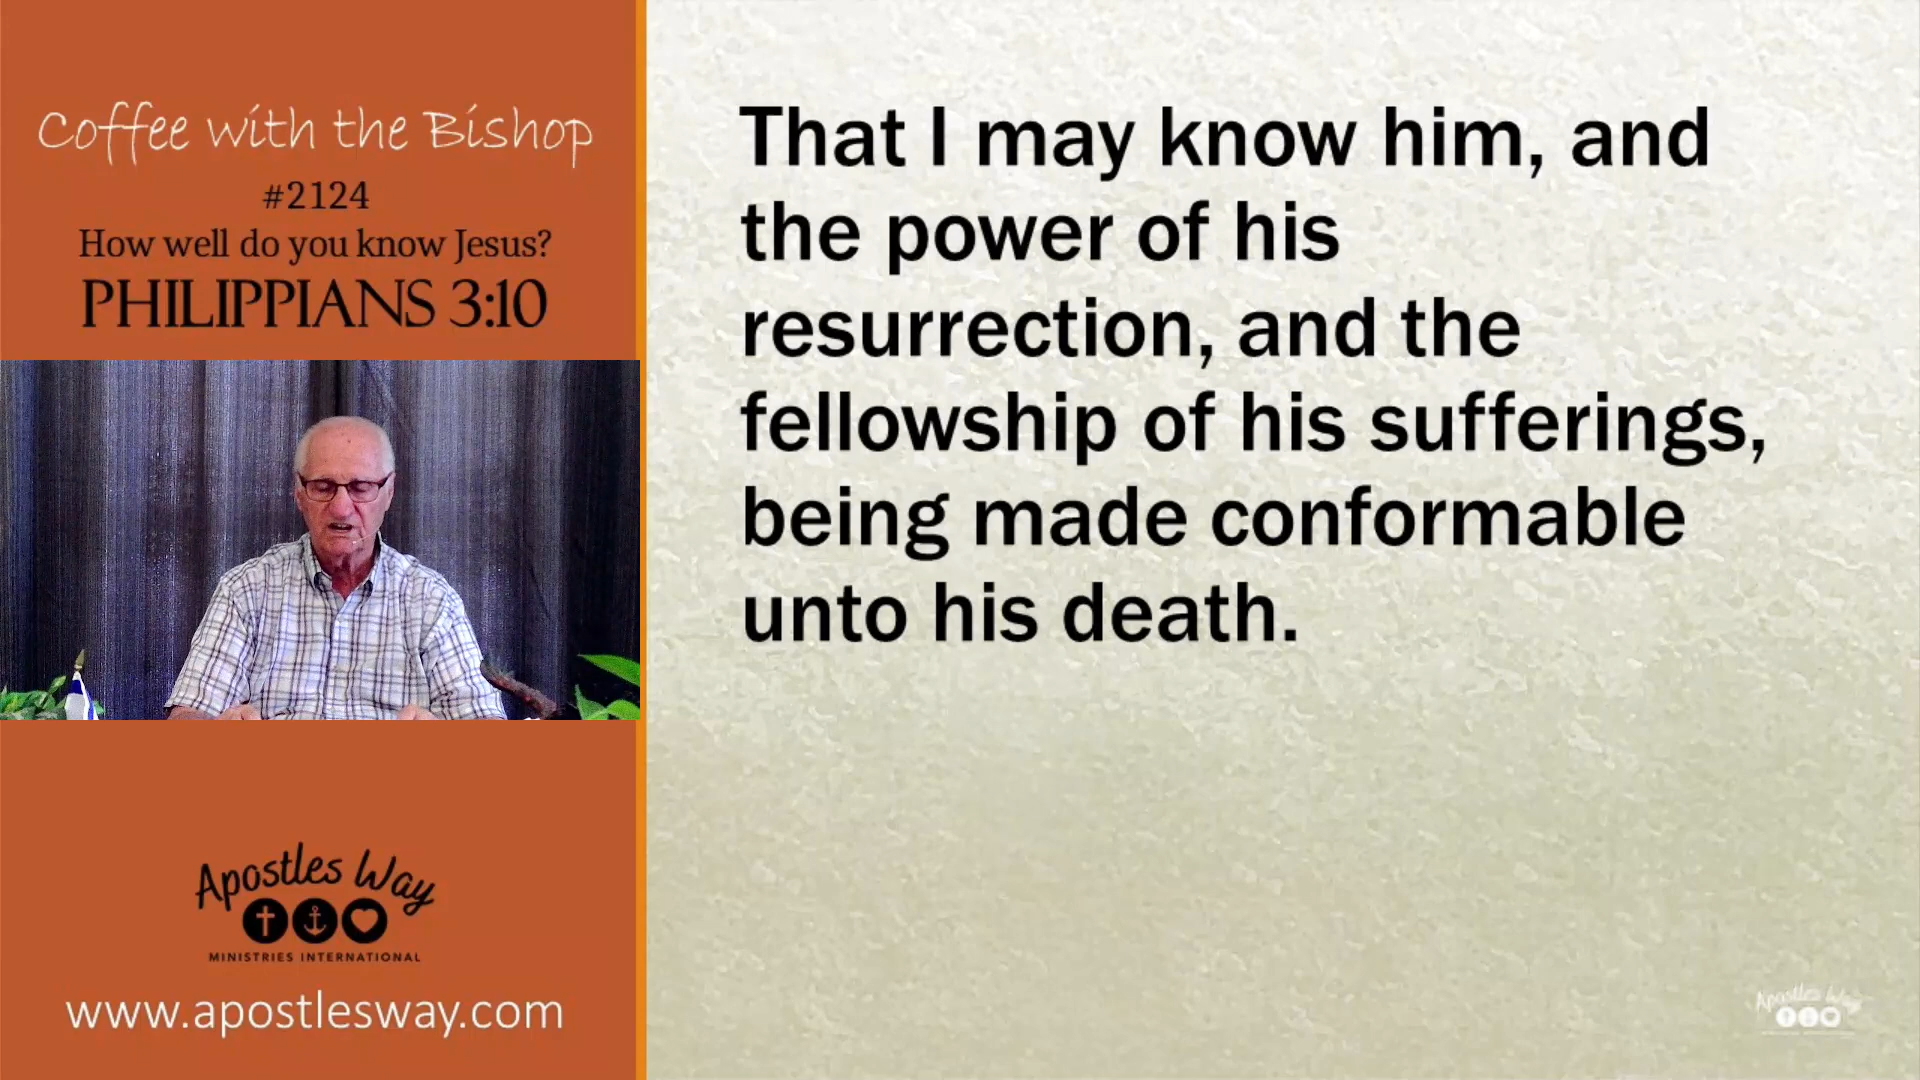 Coffee with the Bishop
#2124
How well do you know Jesus?
PHILIPPIANS 3:10
Apostles Way
MINISTRIES INTERNATIONAL
www.apostlesway.com
That I may know him, and
the power of his
resurrection, and the
fellowship of his sufferings,
being made conformable
unto his death.
Apostles Way